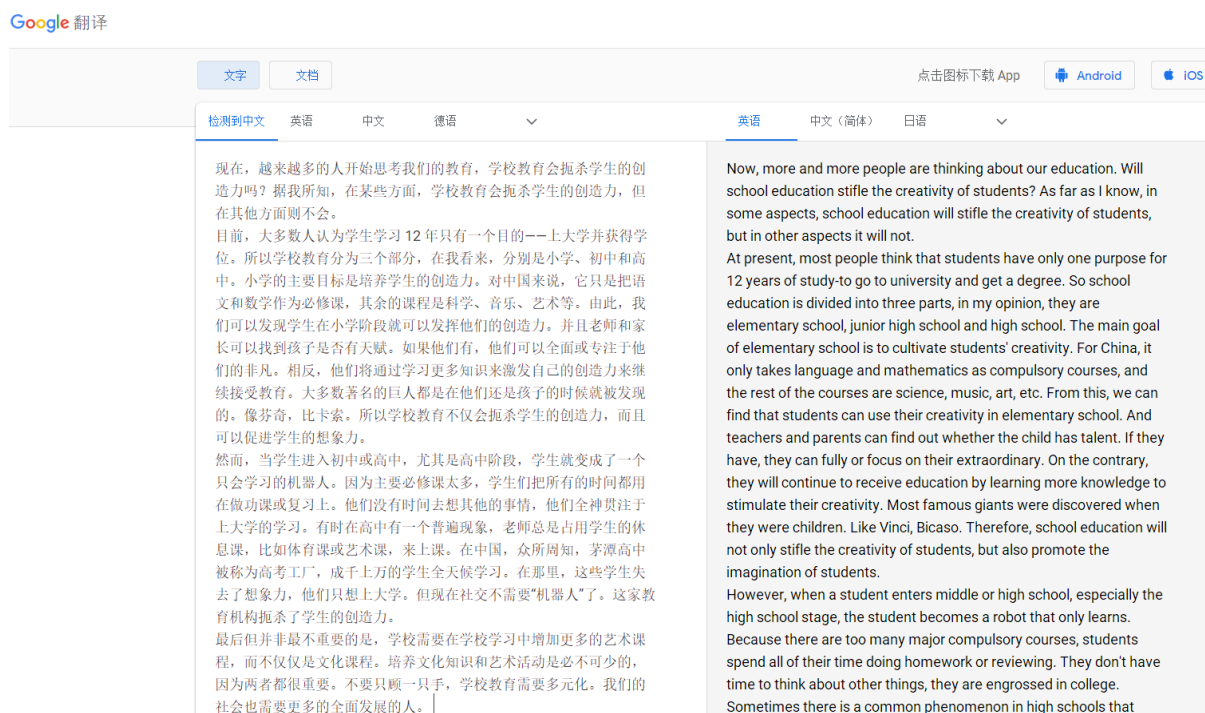 Google 翻译
文字 文档 点击图标下载 App Android iOS
检测到中文 英语 中文 德语 英语 中文（简体） 日语
现在，越来越多的人开始思考我们的教育，学校教育会扼杀学生的创
造力吗？据我所知，在某些方面，学校教育会扼杀学生的创造力，但
在其他方面则不会。
目前，大多数人认为学生学习 12 年只有一个目的——上大学并获得学
位。所以学校教育分为三个部分，在我看来，分别是小学、初中和高
中。小学的主要目标是培养学生的创造力。对中国来说，它只是把语
文和数学作为必修课，其余的课程是科学、音乐、艺术等。由此，我
们可以发现学生在小学阶段就可以发挥他们的创造力。并且老师和家
长可以找到孩子是否有天赋。如果他们有，他们可以全面或专注于他
们的非凡。相反，他们将通过学习更多知识来激发自己的创造力来继
续接受教育。大多数著名的巨人都是在他们还是孩子的时候就被发现
的。像芬奇，比卡索。所以学校教育不仅会扼杀学生的创造力，而且
可以促进学生的想象力。
然而，当学生进入初中或高中，尤其是高中阶段，学生就变成了一个
只会学习的机器人。因为主要必修课太多，学生们把所有的时间都用
在做功课或复习上。他们没有时间去想其他的事情，他们全神贯注于
上大学的学习。有时在高中有一个普遍现象，老师总是占用学生的休
息课，比如体育课或艺术课，来上课。在中国，众所周知，茅潭高中
被称为高考工厂，成千上万的学生全天候学习。在那里，这些学生失
去了想象力，他们只想上大学。但现在社交不需要“机器人”了。这家教
育机构扼杀了学生的创造力。
最后但并非最不重要的是，学校需要在学校学习中增加更多的艺术课
程，而不仅仅是文化课程。培养文化知识和艺术活动是必不可少的，
因为两者都很重要。不要只顾一只手，学校教育需要多元化。我们的
社会也需要更多的全面发展的人。
Now, more and more people are thinking about our education. Will
school education stifle the creativity of students? As far as I know, in
some aspects, school education will stifle the creativity of students,
but in other aspects it will not.
At present, most people think that students have only one purpose for
12 years of study-to go to university and get a degree. So school
education is divided into three parts, in my opinion, they are
elementary school, junior high school and high school. The main goal
of elementary school is to cultivate students' creativity. For China, it
only takes language and mathematics as compulsory courses, and
the rest of the courses are science, music, art, etc. From this, we can
find that students can use their creativity in elementary school. And
teachers and parents can find out whether the child has talent. If they
have, they can fully or focus on their extraordinary. On the contrary,
they will continue to receive education by learning more knowledge to
stimulate their creativity. Most famous giants were discovered when
they were children. Like Vinci, Bicaso. Therefore, school education will
not only stifle the creativity of students, but also promote the
imagination of students.
However, when a student enters middle or high school, especially the
high school stage, the student becomes a robot that only learns.
Because there are too many major compulsory courses, students
spend all of their time doing homework or reviewing. They don't have
time to think about other things, they are engrossed in college.
Sometimes there is a common phenomenon in high schools that